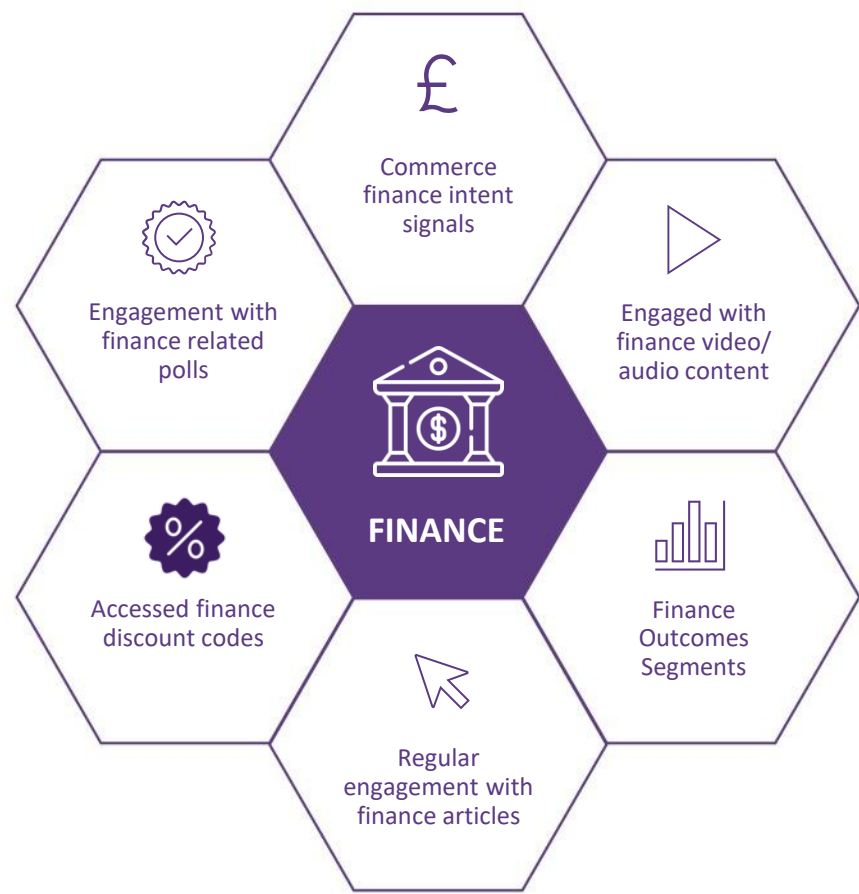 £
Commerce
finance intent
signals
Engagement with
finance related
polls
Engaged with
finance video/
audio content
$
FINANCE
%
Accessed finance
discount codes
Finance
Outcomes
Segments
Regular
engagement with
finance articles